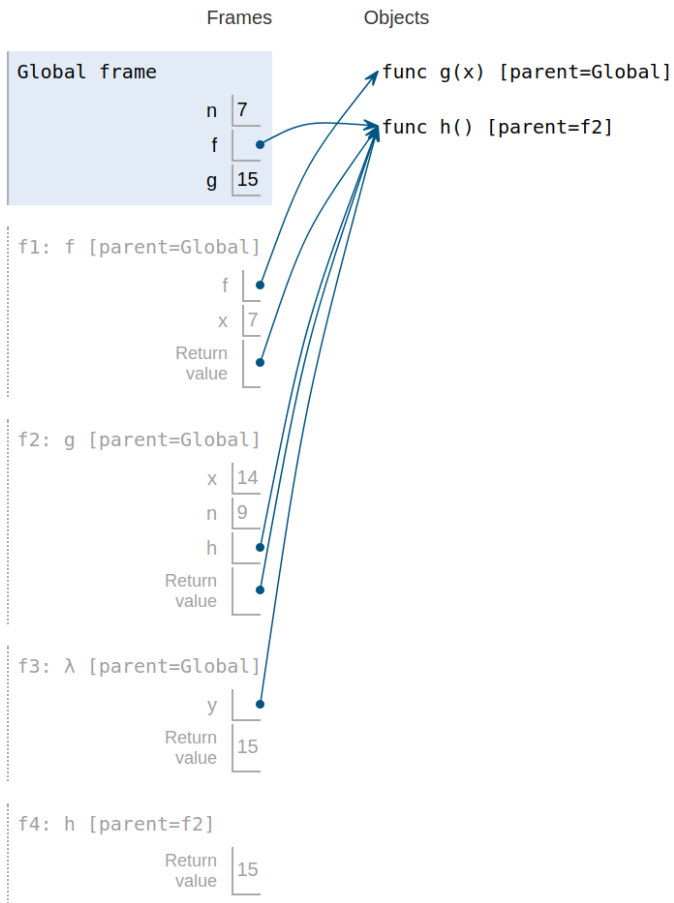 Frames Objects
Global frame
func g(x) [parent=Global]
n 7
func h() [parent=f2]
f
g 15
f1: f [parent=Global]
f
x 7
Return
value
f2: g [parent=Global]
x 14
n 9
h
Return
value
f3: λ [parent=Global]
y
Return
value 15
f4: h [parent=f2]
Return
value 15